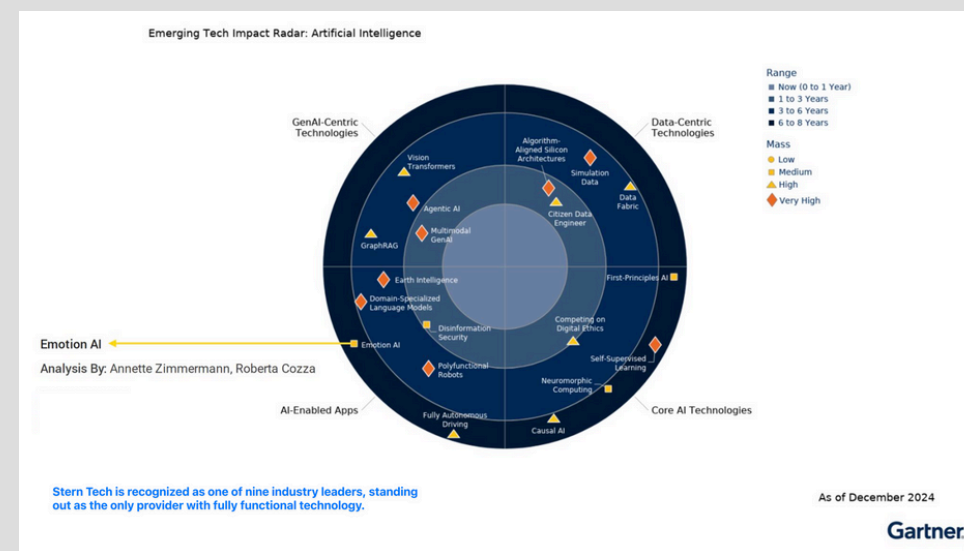 Emerging Tech Impact Radar: Artificial Intelligence
Range
Now (0 to 1 Year)
1 to 3 Years
3 to 6 Years
6 to 8 Years
Mass
Low
Medium
High
Very High
GenAI-Centric
Technologies
Data-Centric
Technologies
Vision
Transformers
Agentic AI
Multimodal
GenAI
GraphRAG
Algorithm-
Aligned Silicon
Architectures
Simulation
Data
Data
Fabric
Citizen Data
Engineer
Earth Intelligence
Domain-Specialized
Language Models
Disinformation
Security
Emotion AI
Polyfunctional
Robots
Fully Autonomous
Driving
First-Principles AI
Competing on
Digital Ethics
Self-Supervised
Learning
Neuromorphic
Computing
Causal AI
Emotion AI
Analysis By: Annette Zimmermann, Roberta Cozza
AI-Enabled Apps
Core AI Technologies
Stern Tech is recognized as one of nine industry leaders, standing
out as the only provider with fully functional technology.
As of December 2024
Gartner